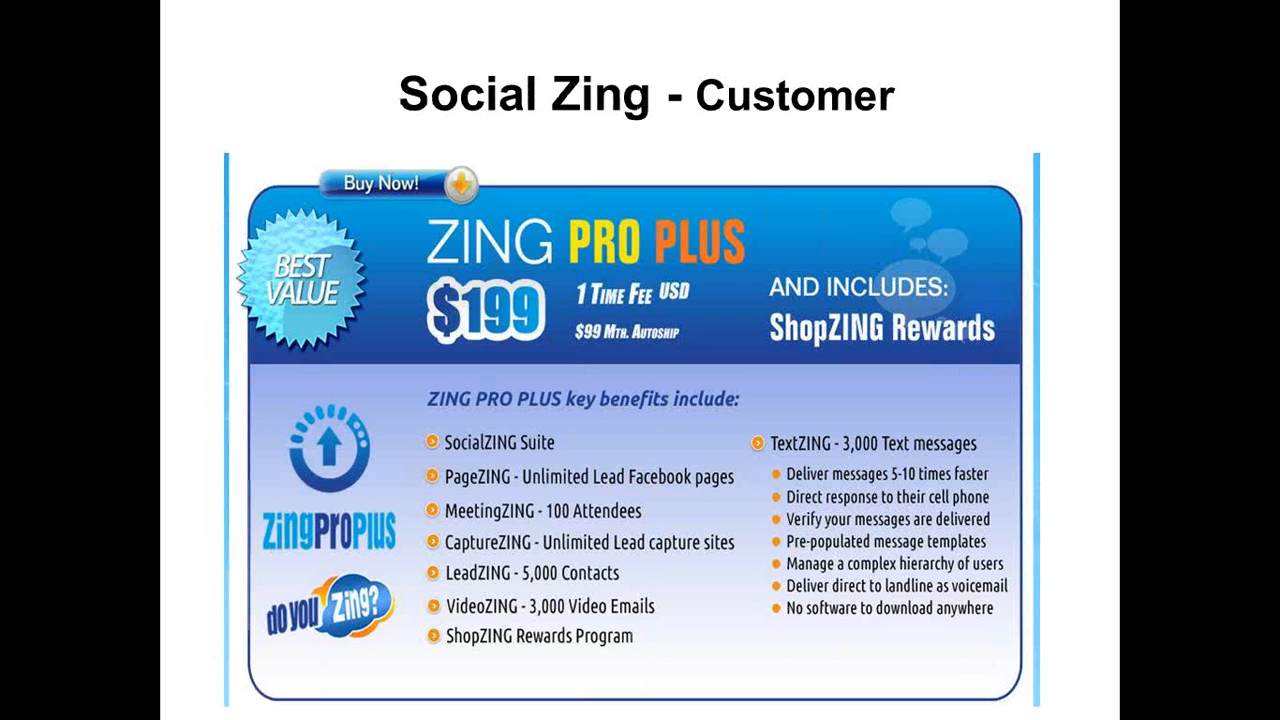 Social Zing - Customer
Buy Now!
BEST
VALUE
ZING PRO PLUS
$199
1 TIME FEE USD
$99 MTH. AUTOSHIP
AND INCLUDES:
ShopZING Rewards
ZING PRO PLUS key benefits include:
SocialZING Suite
PageZING - Unlimited Lead Facebook pages
MeetingZING - 100 Attendees
CaptureZING - Unlimited Lead capture sites
LeadZING - 5,000 Contacts
VideoZING - 3,000 Video Emails
ShopZING Rewards Program
TextZING - 3,000 Text messages
Deliver messages 5-10 times faster
Direct response to their cell phone
Verify your messages are delivered
Pre-populated message templates
Manage a complex hierarchy of users
Deliver direct to landline as voicemail
No software to download anywhere
ZingProPlus
do you Zing?